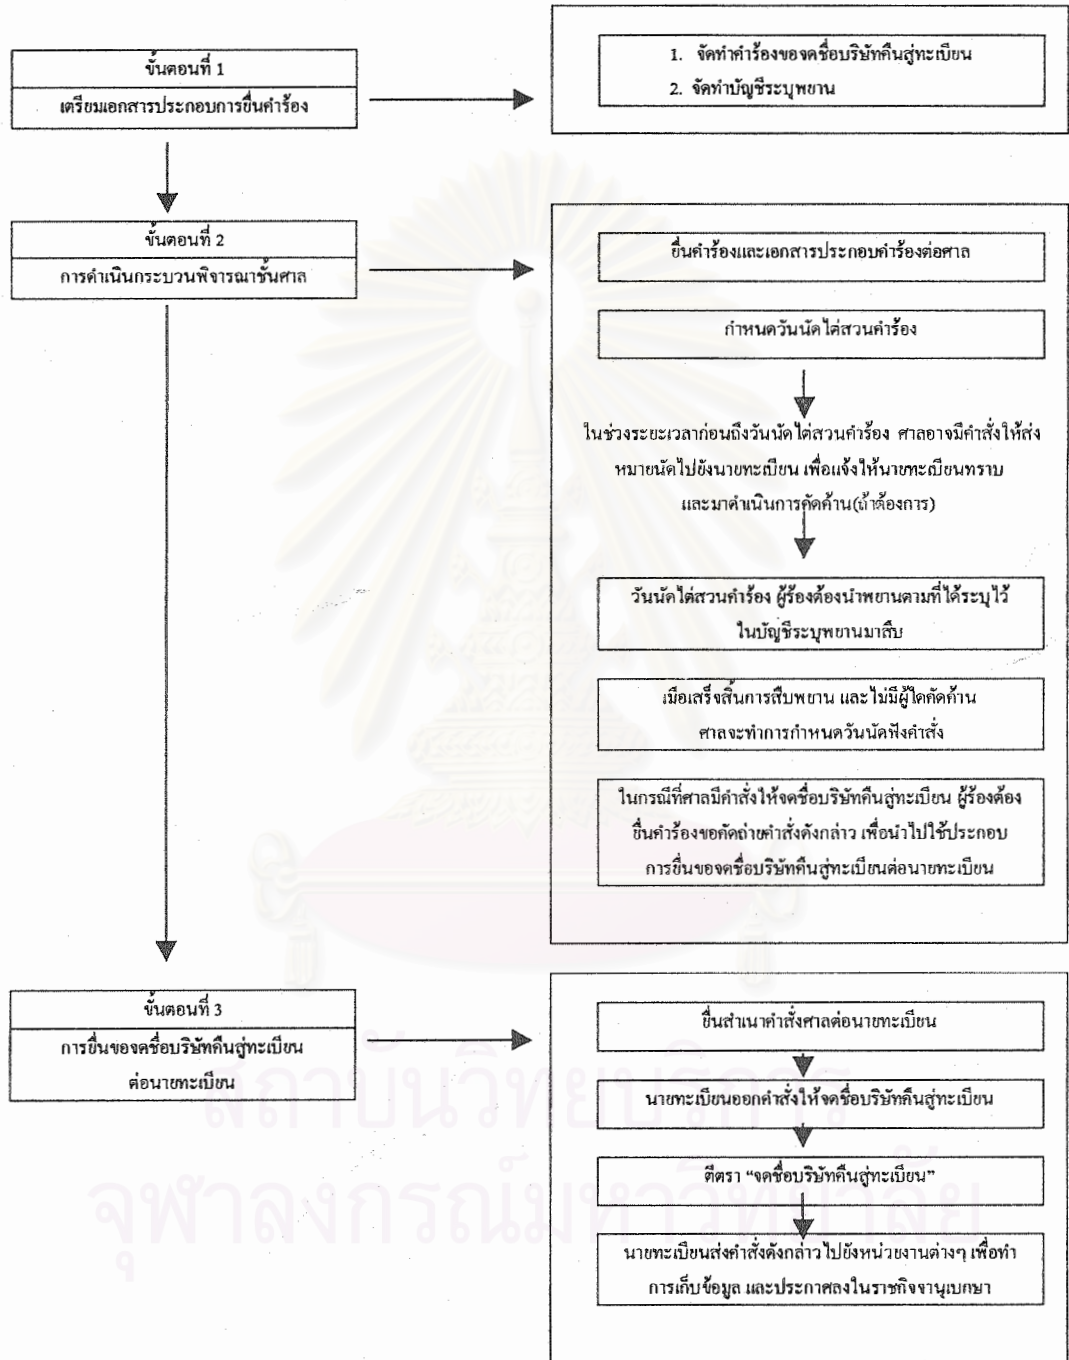 ขั้นตอนที่ 1
เตรียมเอกสารประกอบการยื่นคำร้อง
1. จัดทำคำร้องขอจดชื่อบริษัทคืนสู่ทะเบียน
2. จัดทำบัญชีระบุพยาน
ขั้นตอนที่ 2
การดำเนินกระบวนพิจารณาชั้นศาล
ยื่นคำร้องและเอกสารประกอบคำร้องต่อศาล
กำหนดวันนัดไต่สวนคำร้อง
ในช่วงระยะเวลาก่อนถึงวันนัดไต่สวนคำร้อง ศาลอาจมีคำสั่งให้ส่ง
หมายนัดไปยังนายทะเบียน เพื่อแจ้งให้นายทะเบียนทราบ
และมาดำเนินการคัดค้าน(ถ้าต้องการ)
วันนัดไต่สวนคำร้อง ผู้ร้องต้องนำพยานตามที่ได้ระบุไว้
ในบัญชีระบุพยานมาสืบ
เมื่อเสร็จสิ้นการสืบพยาน และไม่มีผู้ใดคัดค้าน
ศาลจะทำการกำหนดวันนัดฟังคำสั่ง
ในกรณีที่ศาลมีคำสั่งให้จดชื่อบริษัทคืนสู่ทะเบียน ผู้ร้องต้อง
ยื่นคำร้องขอคัดถ่ายคำสั่งดังกล่าว เพื่อนำไปใช้ประกอบ
การยื่นขอจดชื่อบริษัทคืนสู่ทะเบียนต่อนายทะเบียน
ขั้นตอนที่ 3
การยื่นขอจดชื่อบริษัทคืนสู่ทะเบียน
ต่อนายทะเบียน
ยื่นสำเนาคำสั่งศาลต่อนายทะเบียน
นายทะเบียนออกคำสั่งให้จดชื่อบริษัทคืนสู่ทะเบียน
ตีตรา “จดชื่อบริษัทคืนสู่ทะเบียน”
นายทะเบียนส่งคำสั่งดังกล่าวไปยังหน่วยงานต่างๆ เพื่อทำ
การเก็บข้อมูล และประกาศลงในราชกิจจานุเบกษา
สถาบันวิทยบริการ
จุฬาลงกรณ์มหาวิทยาลัย